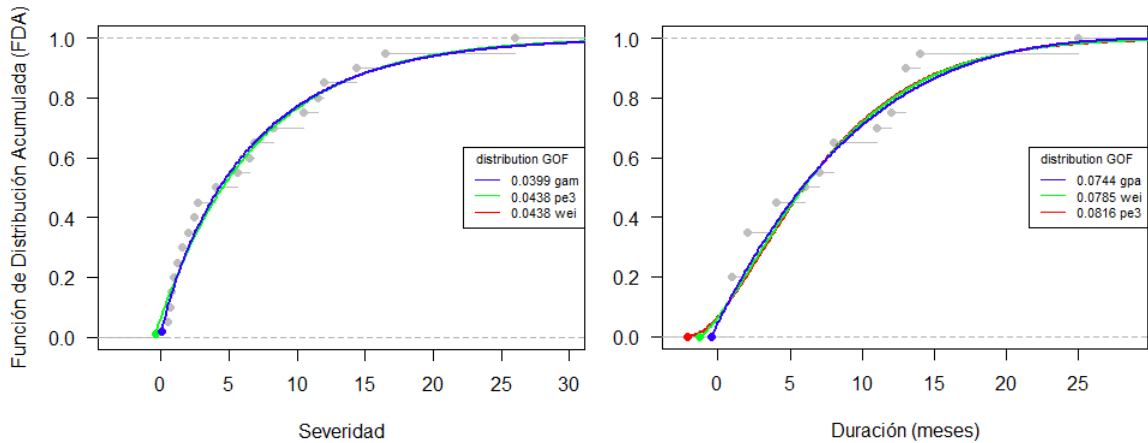 Función de Distribución Acumulada (FDA)
1.0
0.8
0.6
0.4
0.2
0.0
distribution GOF
0.0399 gam
0.0438 pe3
0.0438 wei
0 5 10 15 20 25 30
Severidad
1.0
0.8
0.6
0.4
0.2
0.0
distribution GOF
0.0744 gpa
0.0785 wei
0.0816 pe3
0 5 10 15 20 25
Duración (meses)